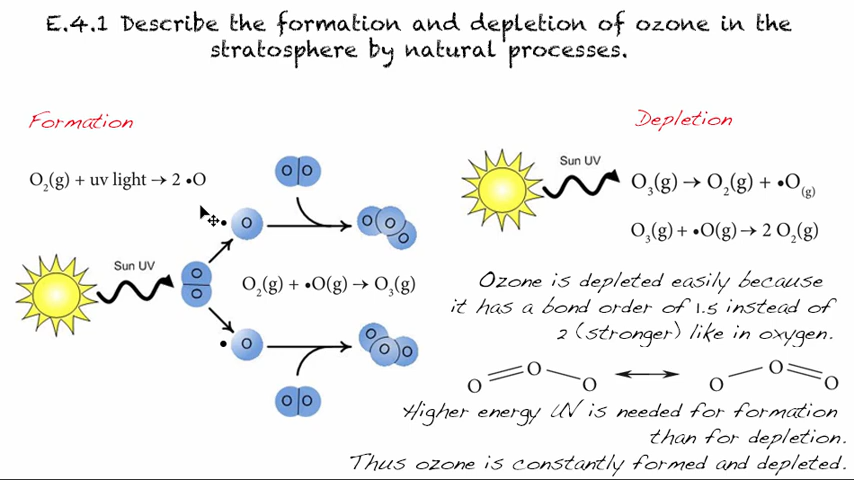 E.4.1 Describe the formation and depletion of ozone in the
stratosphere by natural processes.
Formation
O₂(g) + uv light → 2 •O
Sun UV
O
O
• O
O O
O O O
O₂(g) + •O(g) → O₃(g)
• O
O O
O O O
Depletion
Sun UV
O₃(g) → O₂(g) + •O(g)
O₃(g) + •O(g) → 2 O₂(g)
Ozone is depleted easily because
it has a bond order of 1.5 instead of
2 (stronger) like in oxygen.
O O O O O O
Higher energy UV is needed for formation
than for depletion.
Thus ozone is constantly formed and depleted.